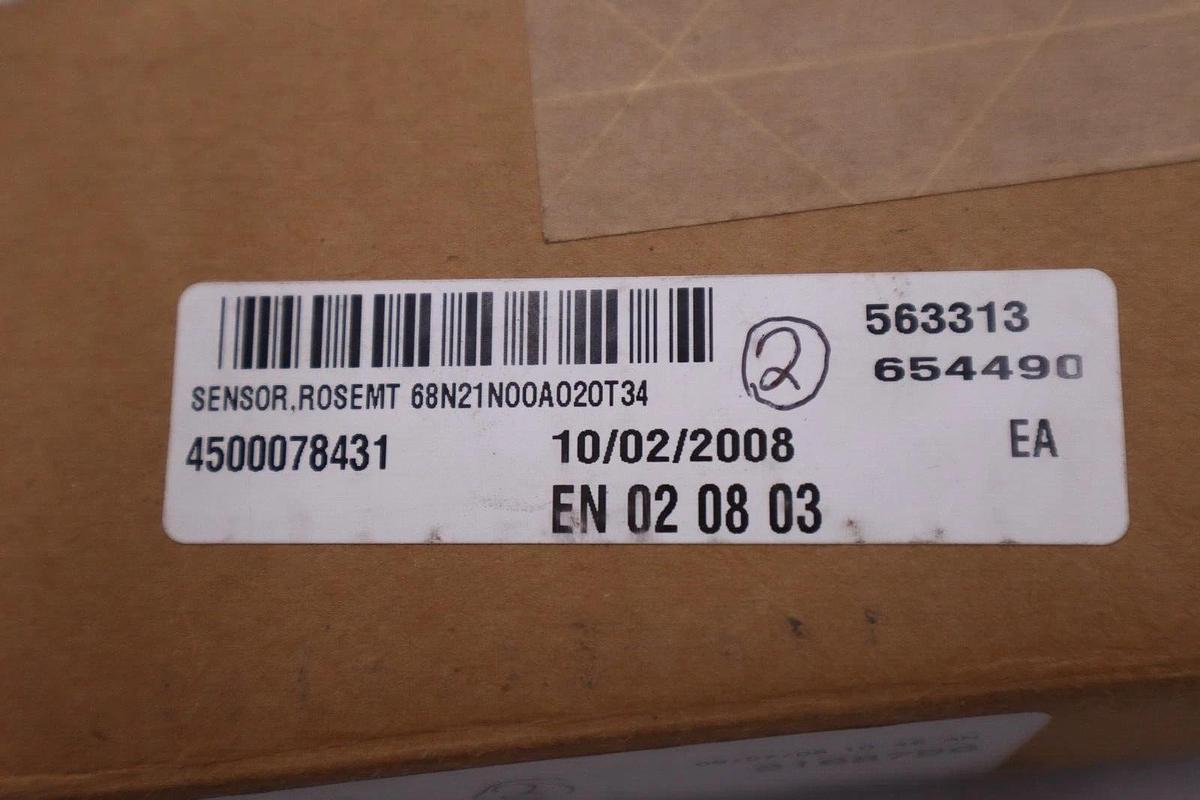 563313
2
654490
SENSOR,ROSEMT 68N21N00A020T34
4500078431 10/02/2008 EA
EN 02 08 03